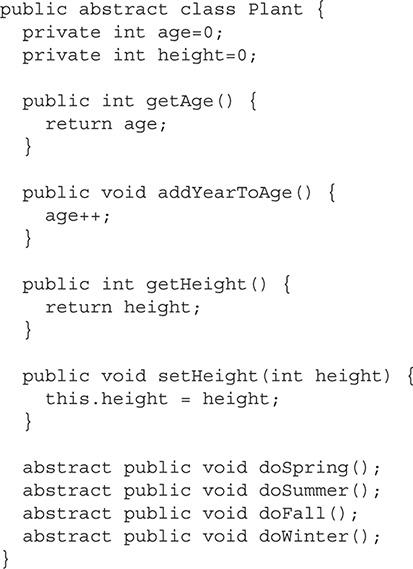 public abstract class Plant {
  private int age=0;
  private int height=0;

  public int getAge() {
    return age;
  }

  public void addYearToAge() {
    age++;
  }

  public int getHeight() {
    return height;
  }

  public void setHeight(int height) {
    this.height = height;
  }

  abstract public void doSpring();
  abstract public void doSummer();
  abstract public void doFall();
  abstract public void doWinter();
}